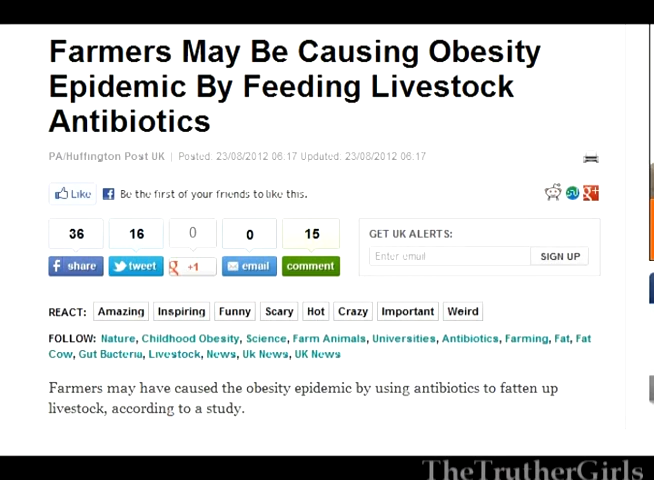 Farmers May Be Causing Obesity
Epidemic By Feeding Livestock
Antibiotics
PA/Huffington Post UK | Posted: 23/08/2012 06:17 Updated: 23/08/2012 06:17
Like Be the first of your friends to like this.
36 16 0 0 15
share tweet +1 email comment
GET UK ALERTS:
Enter email SIGN UP
REACT: Amazing Inspiring Funny Scary Hot Crazy Important Weird
FOLLOW: Nature, Childhood Obesity, Science, Farm Animals, Universities, Antibiotics, Farming, Fat, Fat
Cow, Gut Bacteria, Livestock, News, Uk News, UK News
Farmers may have caused the obesity epidemic by using antibiotics to fatten up
livestock, according to a study.
TheTrutherGirls